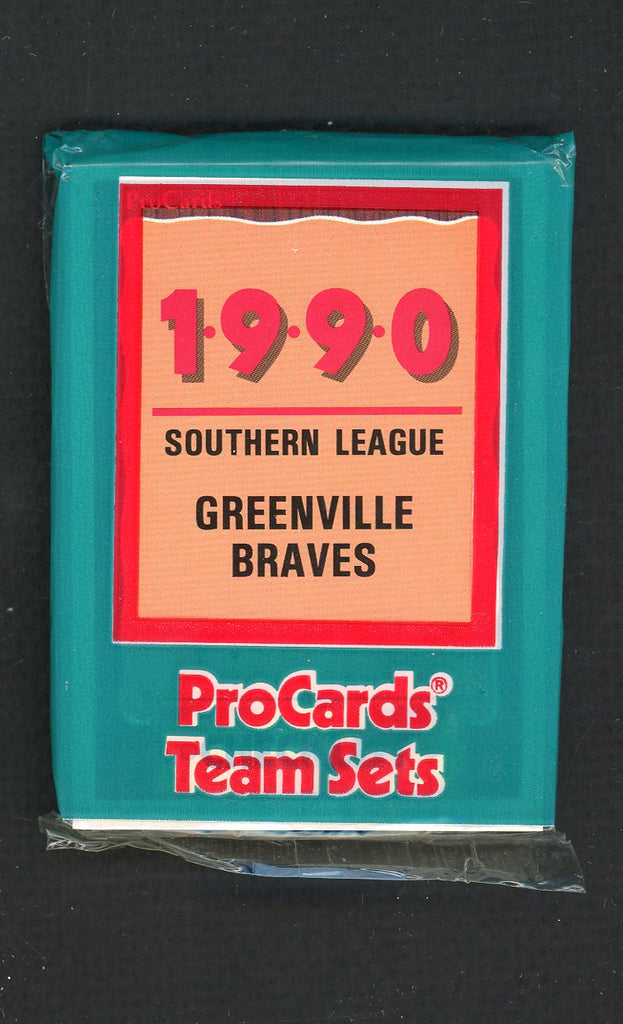 ProCards
1·9·9·0
SOUTHERN LEAGUE
GREENVILLE
BRAVES
ProCards®
Team Sets